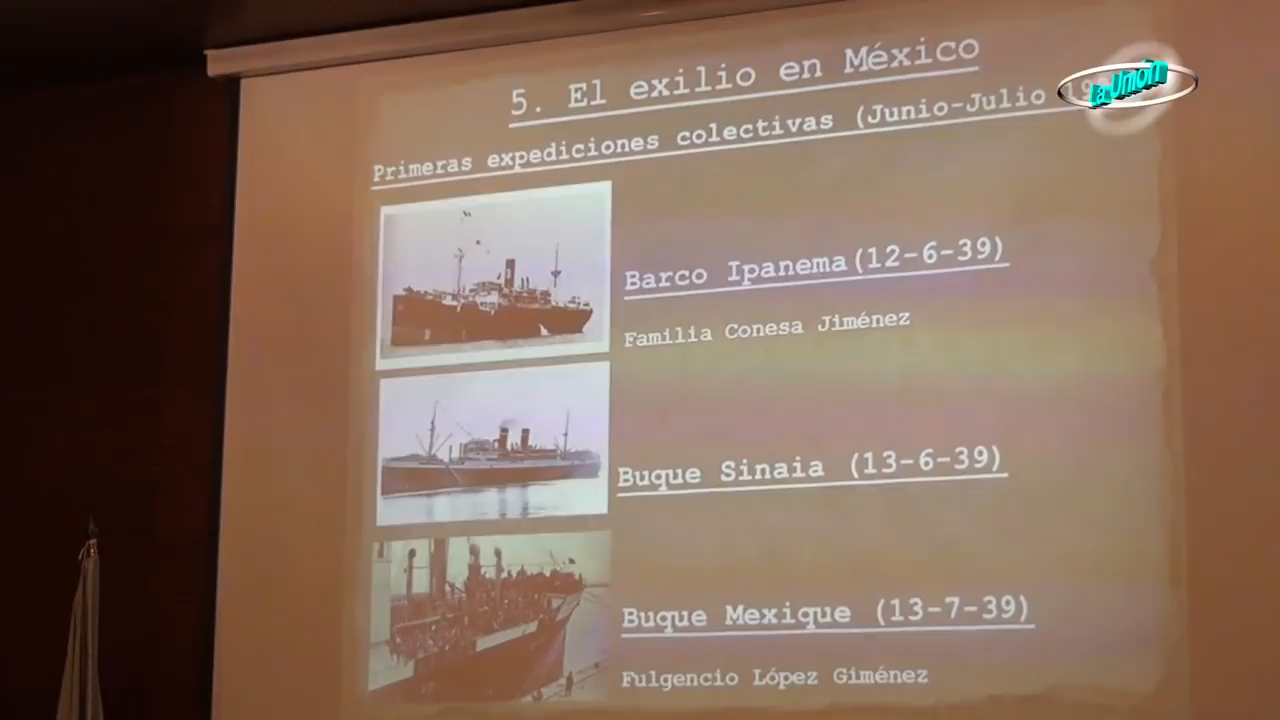 5. El exilio en México
Primeras expediciones colectivas (Junio-Julio
La Unión
Barco Ipanema(12-6-39)
Familia Conesa Jiménez
Buque Sinaia (13-6-39)
Buque Mexique (13-7-39)
Fulgencio López Giménez